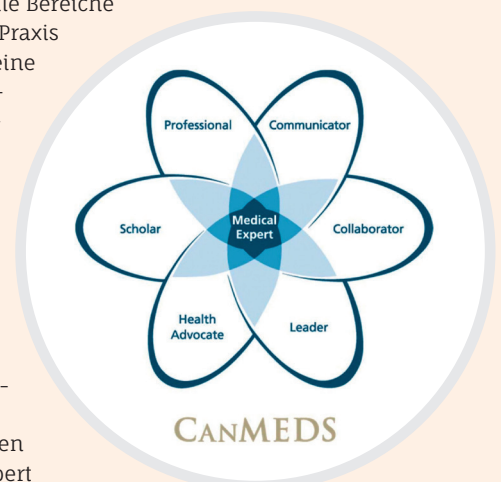 le Bereiche
Praxis
eine
-
Professional
Communicator
Scholar
Medical
Expert
Collaborator
Health
Advocate
Leader
-
CANMEDS
en
pert